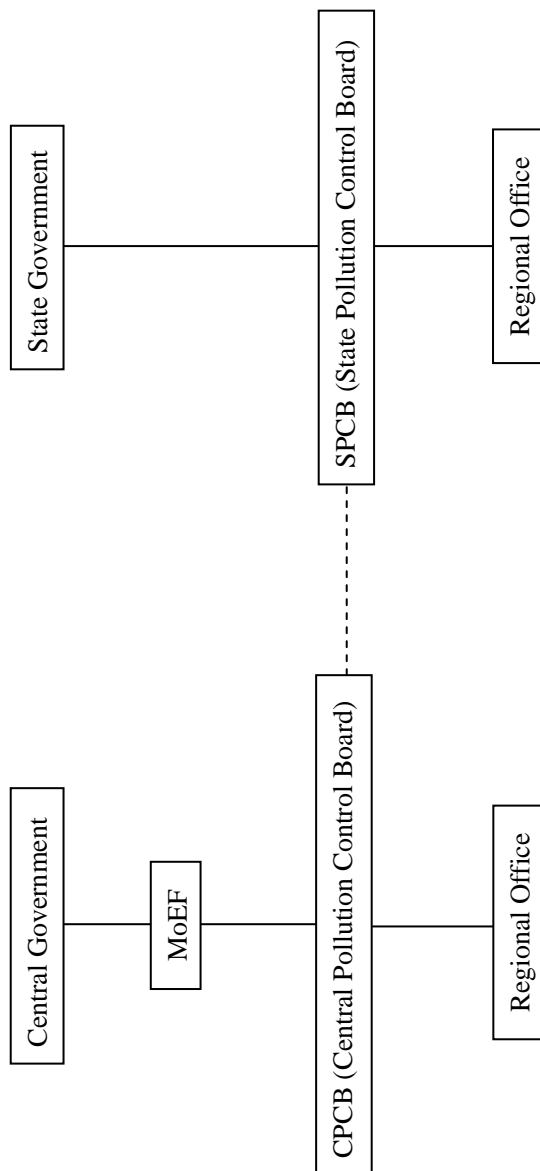 Central Government
State Government
MoEF
CPCB (Central Pollution Control Board)
SPCB (State Pollution Control Board)
Regional Office
Regional Office